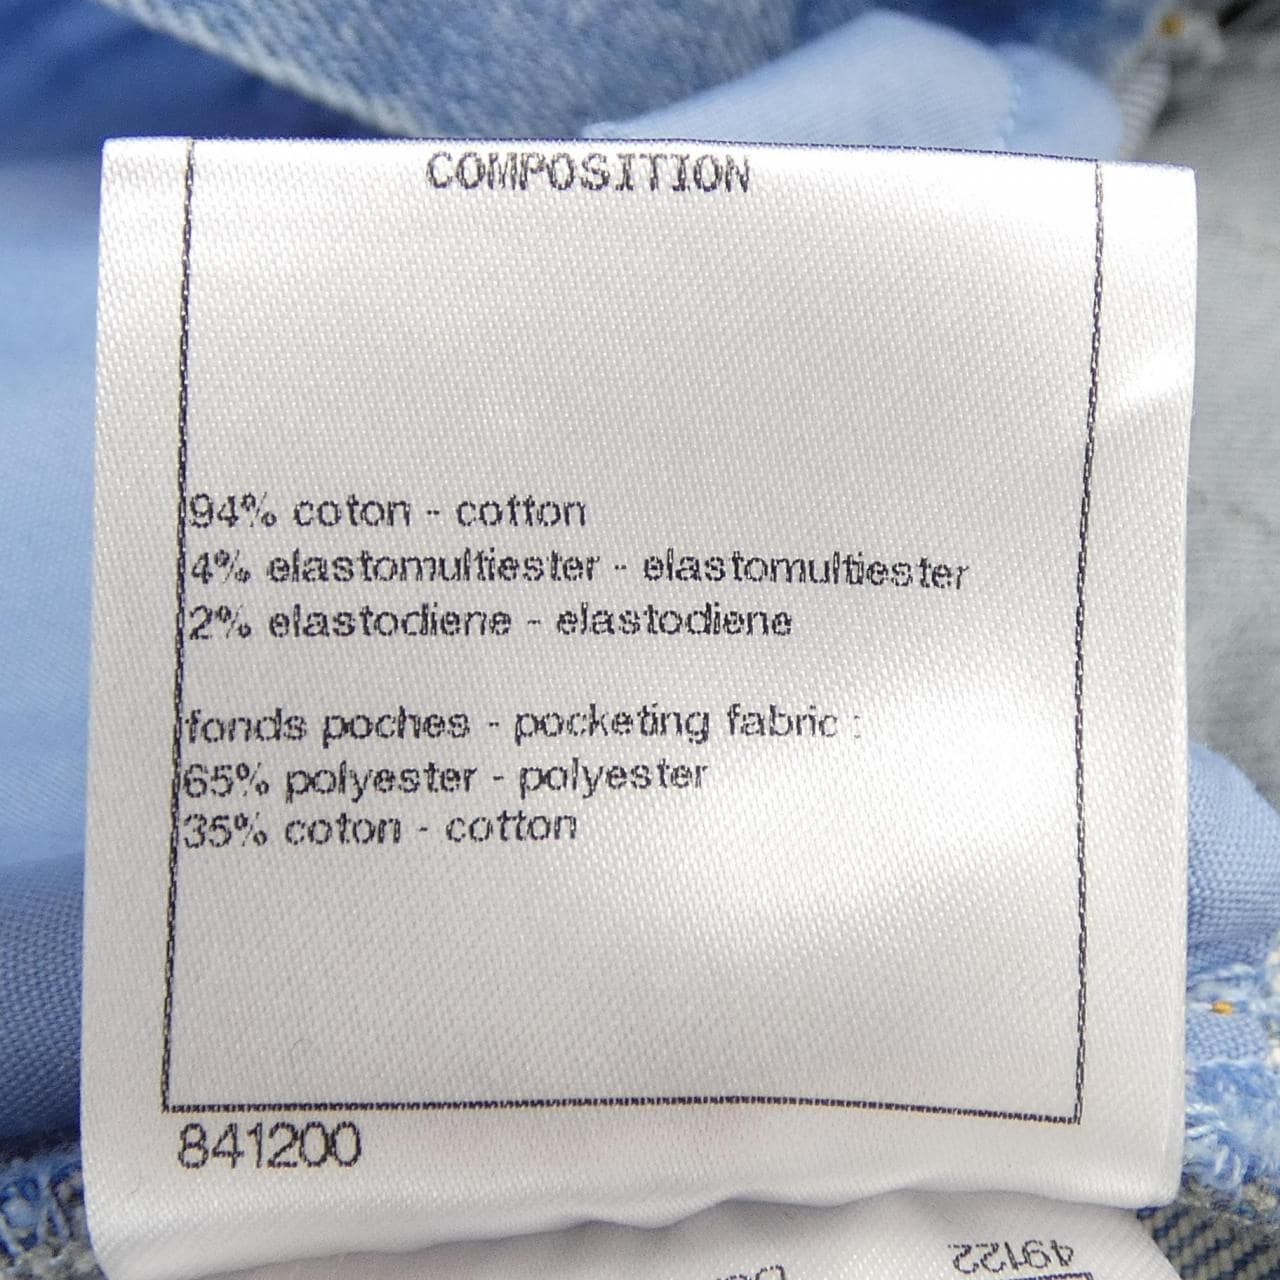 COMPOSITION
94% coton - cotton
4% elastomultiester - elastomultiester
2% elastodiene - elastodiene
fonds poches - pocketing fabric :
65% polyester - polyester
35% coton - cotton
841200
49122